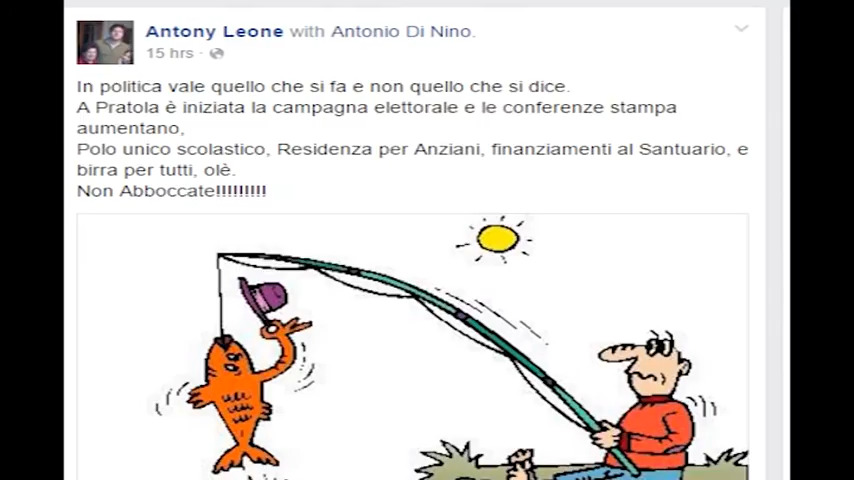 Antony Leone with Antonio Di Nino.
15 hrs ·
In politica vale quello che si fa e non quello che si dice.
A Pratola è iniziata la campagna elettorale e le conferenze stampa
aumentano,
Polo unico scolastico, Residenza per Anziani, finanziamenti al Santuario, e
birra per tutti, olè.
Non Abboccate!!!!!!!!!